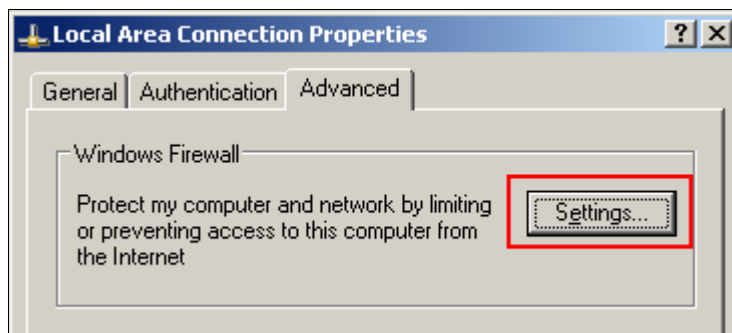 Local Area Connection Properties
General Authentication Advanced
Windows Firewall
Protect my computer and network by limiting
or preventing access to this computer from
the Internet
Settings...